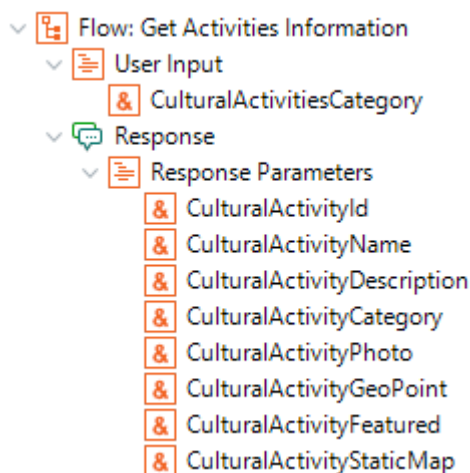 Flow: Get Activities Information
User Input
& CulturalActivitiesCategory
Response
Response Parameters
& CulturalActivityId
& CulturalActivityName
& CulturalActivityDescription
& CulturalActivityCategory
& CulturalActivityPhoto
& CulturalActivityGeoPoint
& CulturalActivityFeatured
& CulturalActivityStaticMap